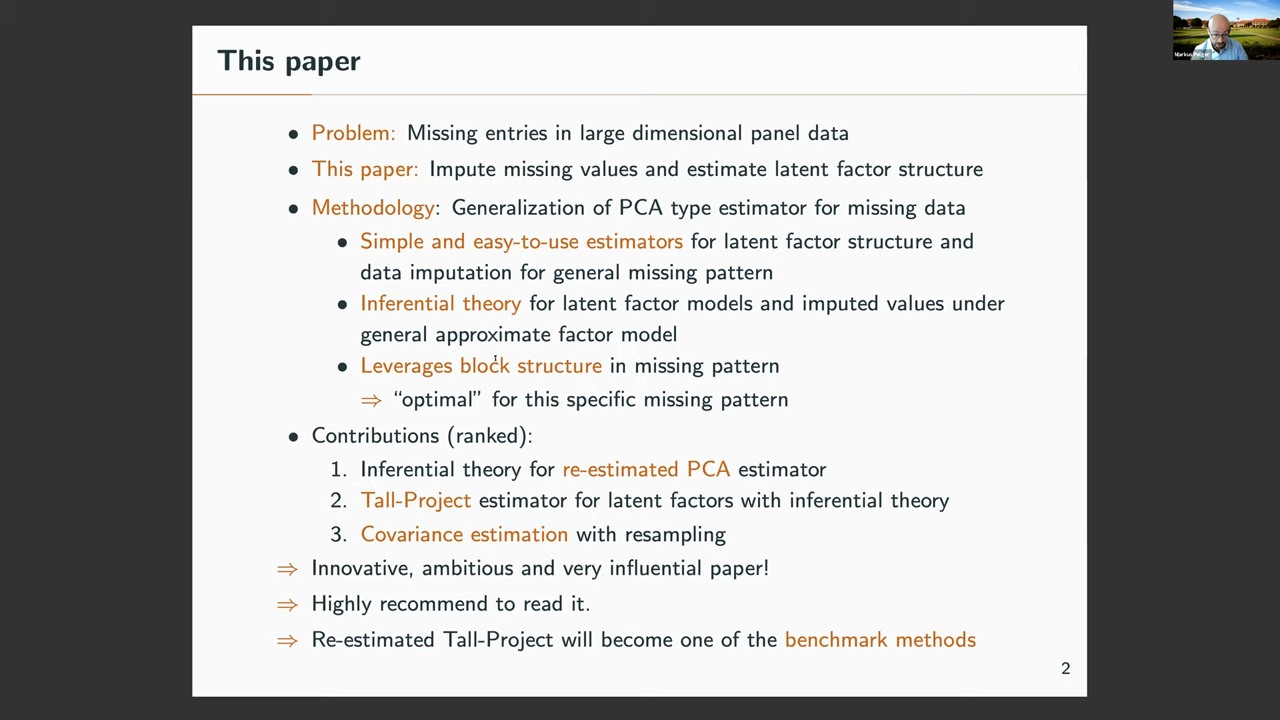 This paper
• Problem: Missing entries in large dimensional panel data
• This paper: Impute missing values and estimate latent factor structure
• Methodology: Generalization of PCA type estimator for missing data
• Simple and easy-to-use estimators for latent factor structure and
data imputation for general missing pattern
• Inferential theory for latent factor models and imputed values under
general approximate factor model
• Leverages block structure in missing pattern
⇒ “optimal” for this specific missing pattern
• Contributions (ranked):
1. Inferential theory for re-estimated PCA estimator
2. Tall-Project estimator for latent factors with inferential theory
3. Covariance estimation with resampling
⇒ Innovative, ambitious and very influential paper!
⇒ Highly recommend to read it.
⇒ Re-estimated Tall-Project will become one of the benchmark methods
2